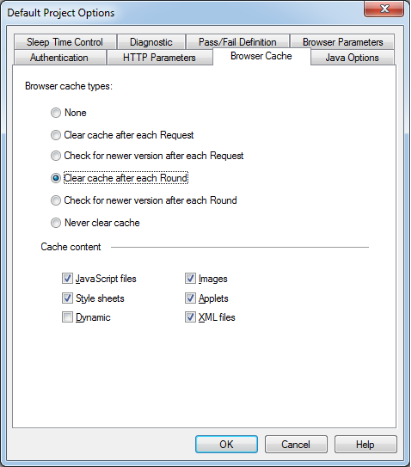 Default Project Options
Sleep Time Control Diagnostic Pass/Fail Definition Browser Parameters
Authentication HTTP Parameters Browser Cache Java Options
Browser cache types:
None
Clear cache after each Request
Check for newer version after each Request
Clear cache after each Round
Check for newer version after each Round
Never clear cache
Cache content
JavaScript files Images
Style sheets Applets
Dynamic XML files
OK Cancel Help